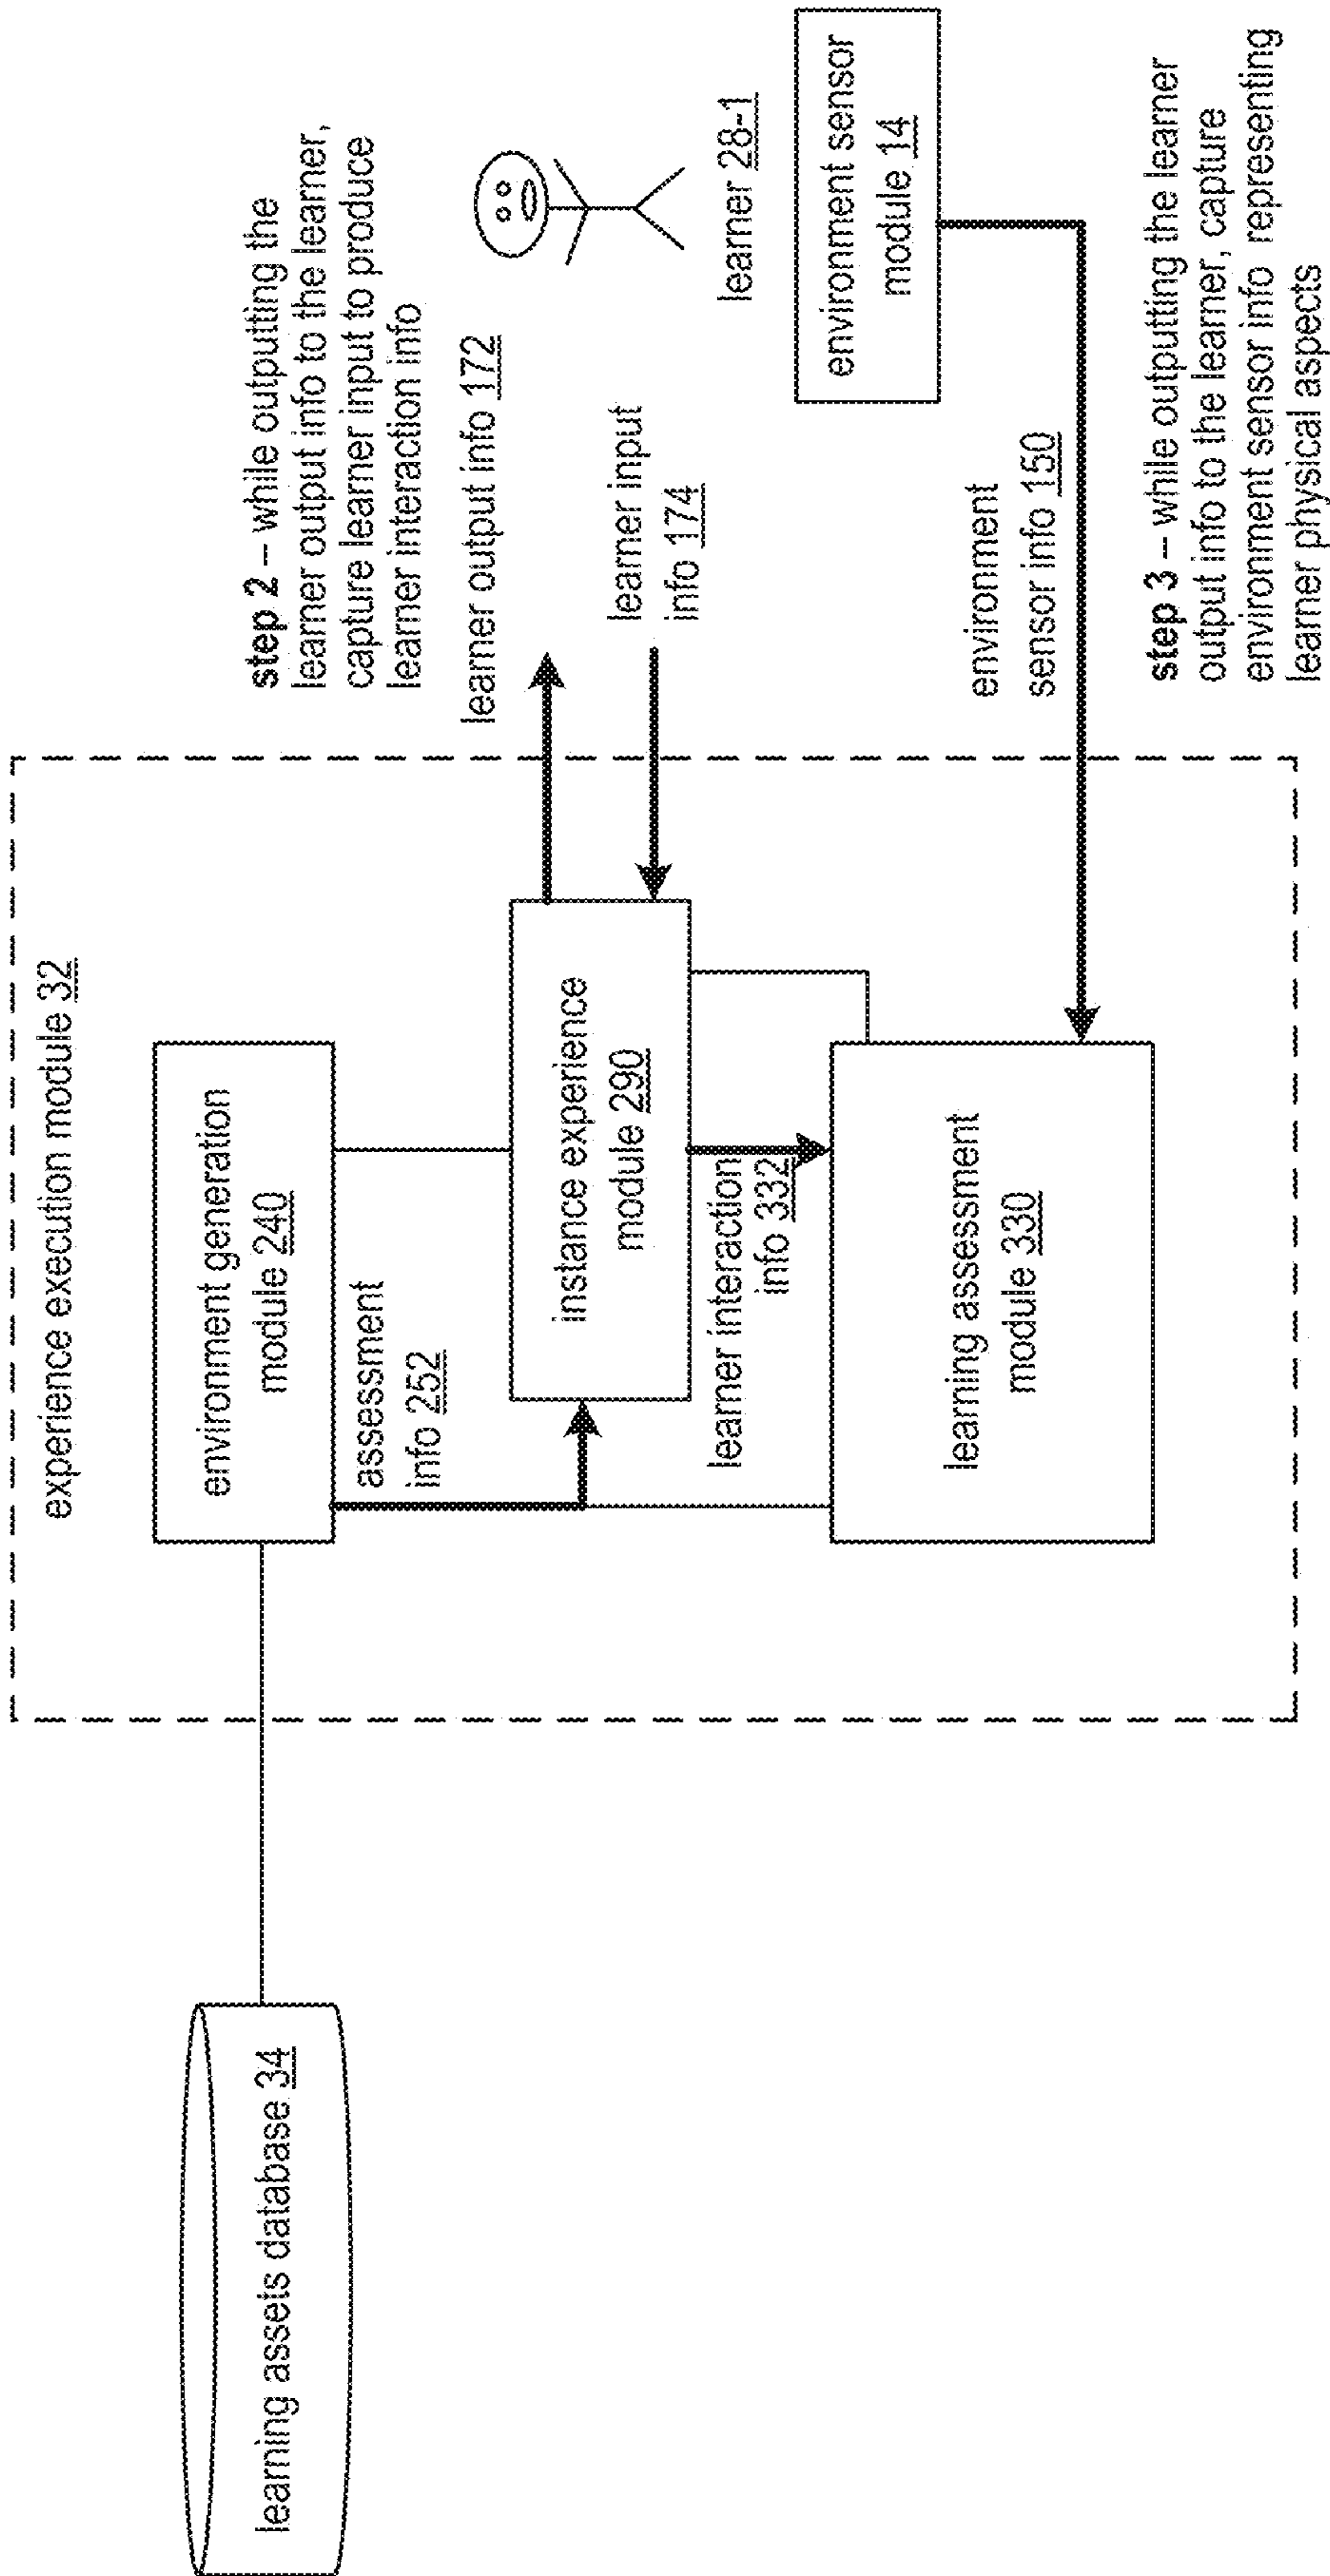 experience execution module 32
learning assets database 34
environment generation
module 240
assessment
info 252
instance experience
module 290
learner interaction
info 332
learning assessment
module 330
step 2 – while outputting the
learner output info to the learner,
capture learner input to produce
learner interaction info
learner output info 172
learner input
info 174
learner 28-1
environment sensor
module 14
environment
sensor info 150
step 3 – while outputting the learner
output info to the learner, capture
environment sensor info representing
learner physical aspects